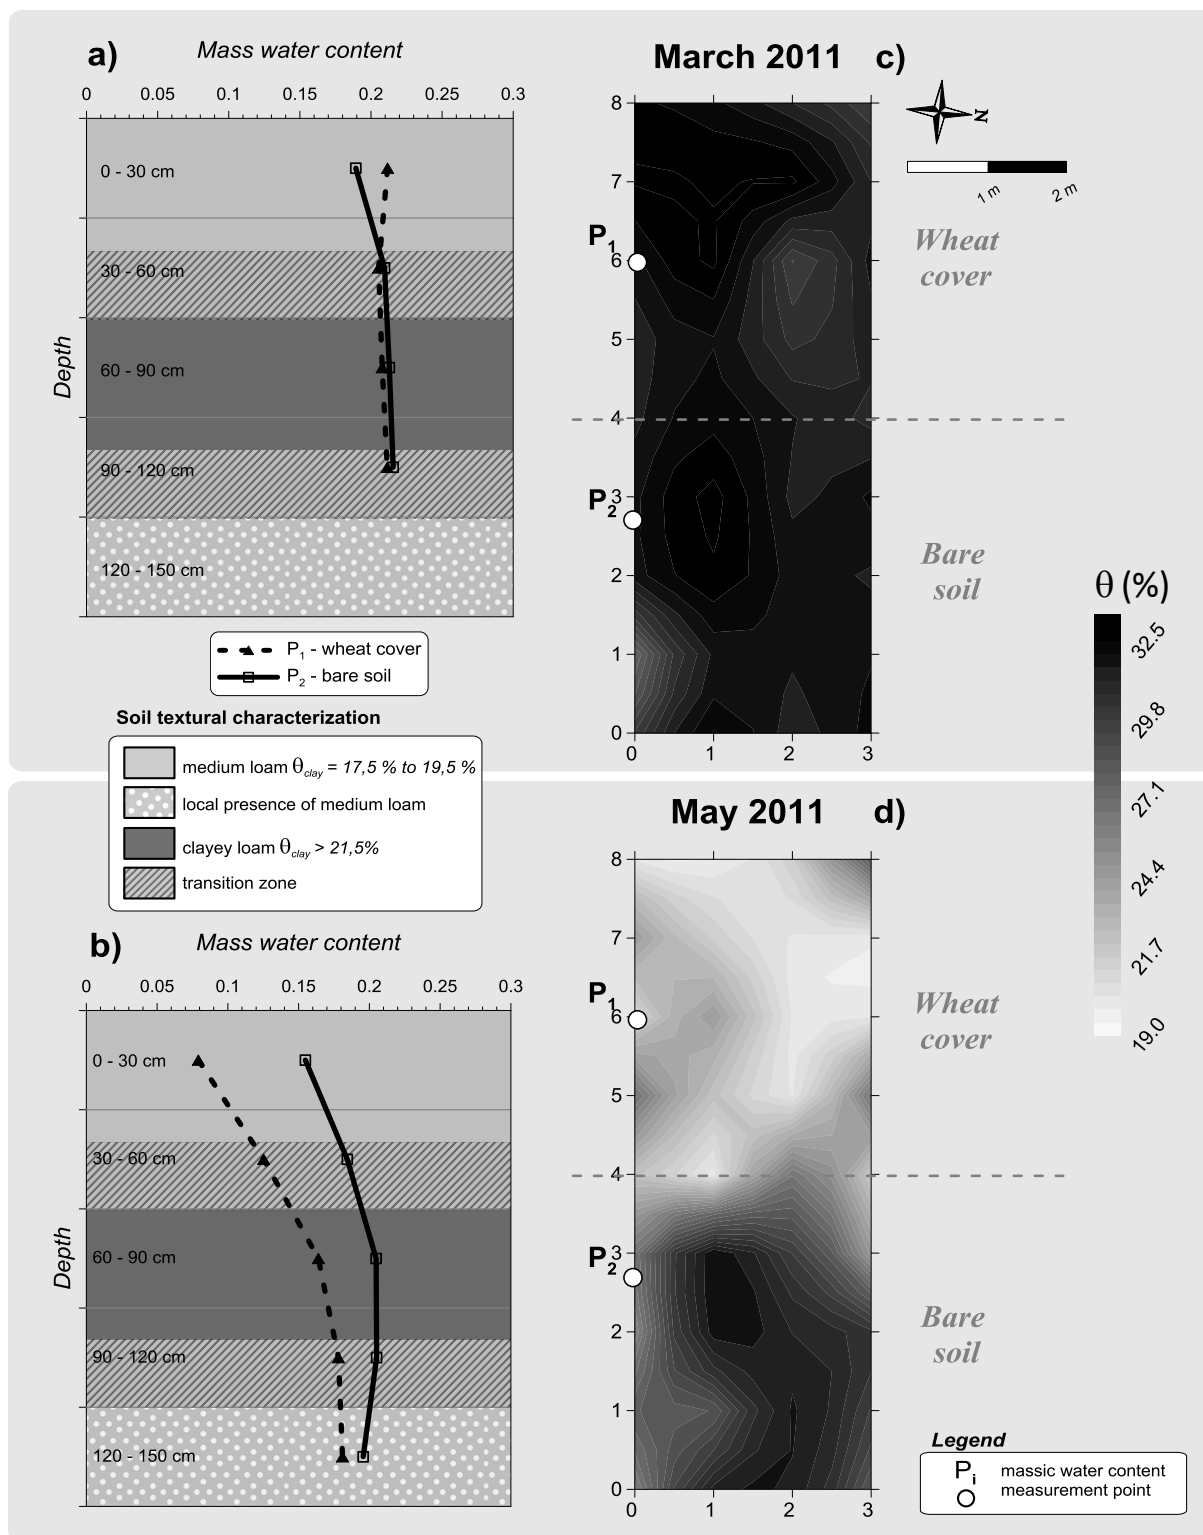 a)
Mass water content
0 0.05 0.1 0.15 0.2 0.25 0.3
0 - 30 cm
30 - 60 cm
60 - 90 cm
90 - 120 cm
120 - 150 cm
Depth
P1 - wheat cover
P2 - bare soil
Soil textural characterization
medium loam θclay = 17,5 % to 19,5 %
local presence of medium loam
clayey loam θclay > 21,5%
transition zone
b)
Mass water content
0 0.05 0.1 0.15 0.2 0.25 0.3
0 - 30 cm
30 - 60 cm
60 - 90 cm
90 - 120 cm
120 - 150 cm
Depth
March 2011 c)
N
1 m 2 m
8
7
P1
6
5
4
P2
3
2
1
0
0 1 2 3
Wheat
cover
Bare
soil
θ (%)
32.5
29.8
27.1
24.4
21.7
19.0
May 2011 d)
8
7
P1
6
5
4
P2
3
2
1
0
0 1 2 3
Wheat
cover
Bare
soil
Legend
Pi massic water content
measurement point